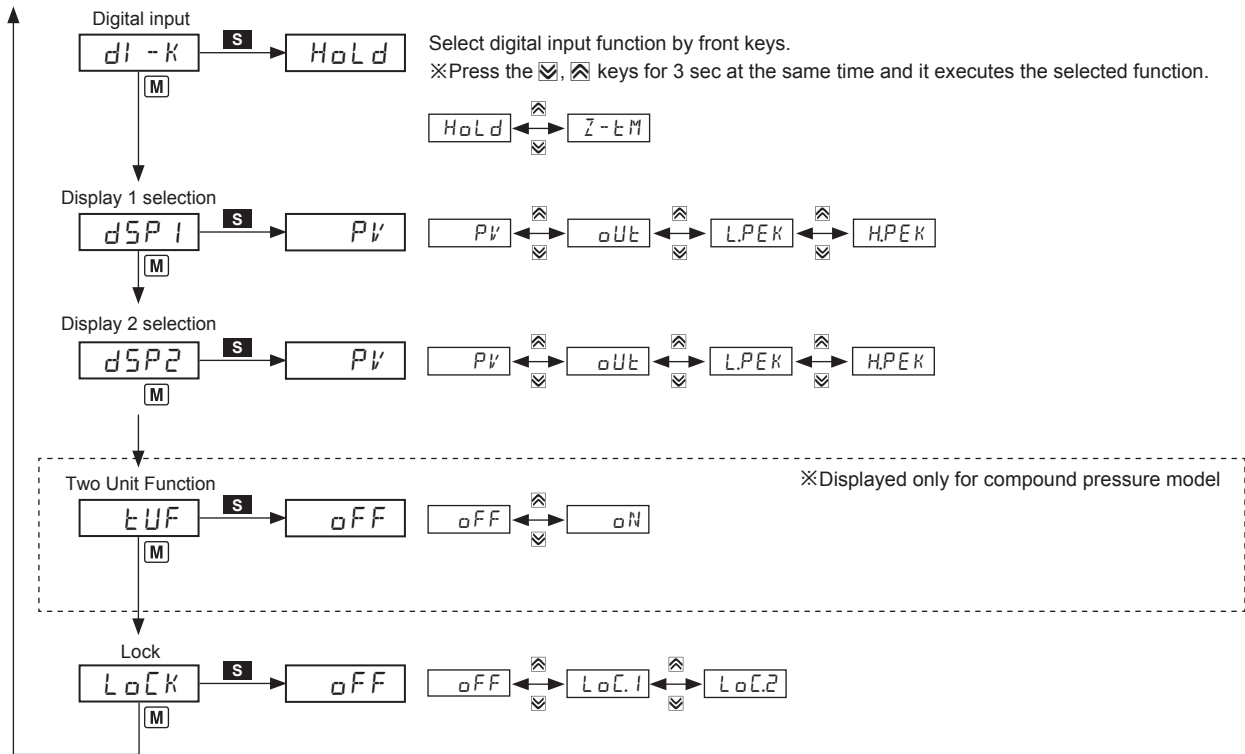 Digital input
dI-K S HoLd
Select digital input function by front keys.
M
※Press the , keys for 3 sec at the same time and it executes the selected function.
HoLd Z-tM
Display 1 selection
dSP1 S PV PV oUt L.PEK H.PEK
M
Display 2 selection
dSP2 S PV PV oUt L.PEK H.PEK
M
※Displayed only for compound pressure model
Two Unit Function
tUF S oFF oFF oN
M
Lock
LoCK S oFF oFF LoC.1 LoC.2
M